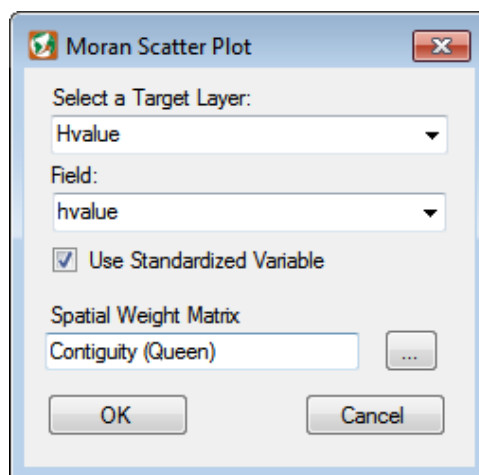 Moran Scatter Plot
Select a Target Layer:
Hvalue
Field:
hvalue
Use Standardized Variable
Spatial Weight Matrix
Contiguity (Queen)
...
OK
Cancel